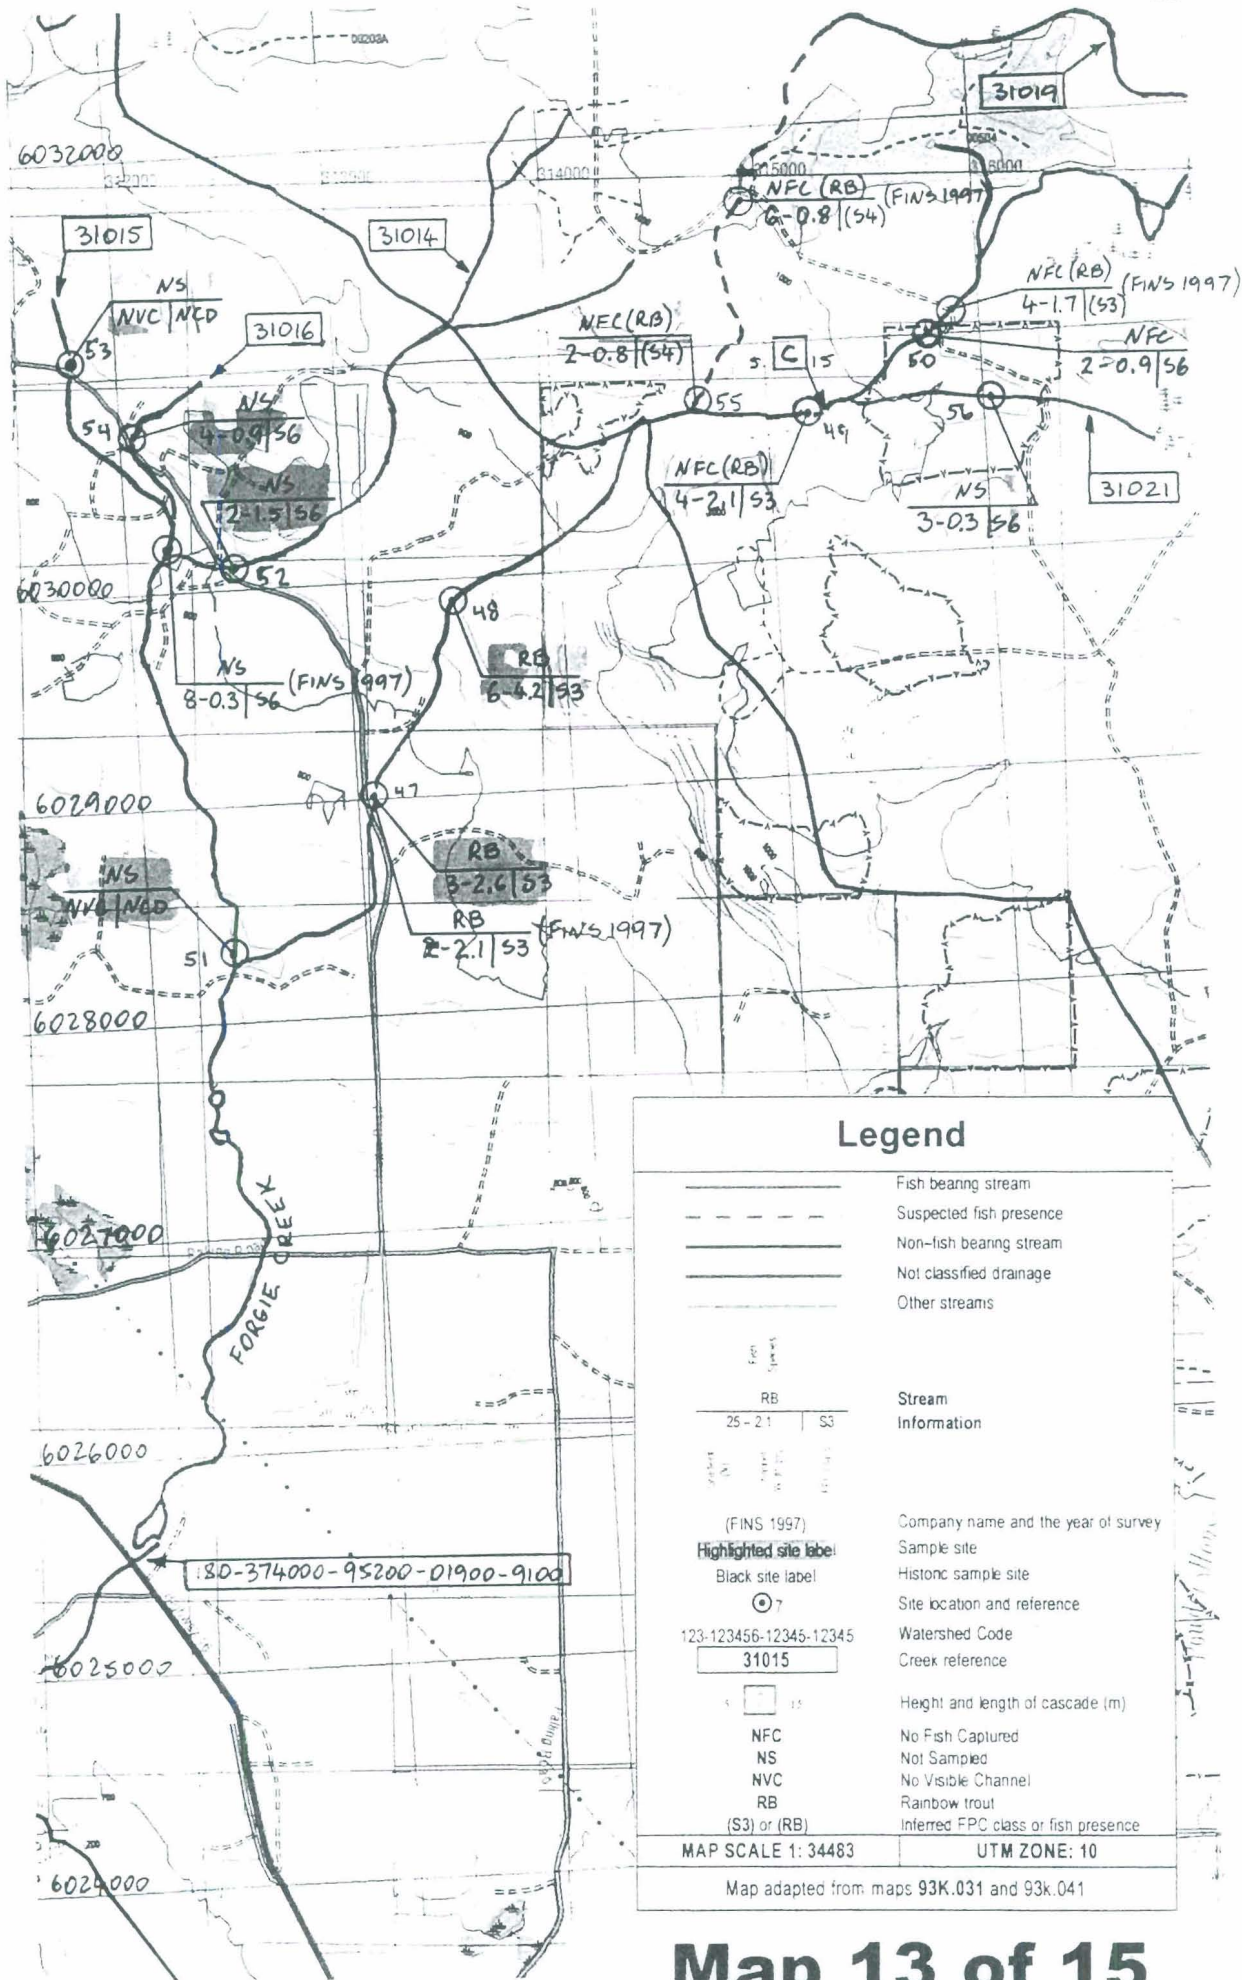 D0203A
31019
6032000
313000
314000
315000
316000
NFC (RB)
6-0.8 (S4) (FINS 1997
31015
31014
NS
NVC NCD
31016
NFC (RB)
4-1.7 (S3) (FINS 1997)
NFC (RB)
2-0.8 (S4)
5 C 15
NFC
2-0.9 S6
53
50
55
49
56
54
NS
4-0.9 S6
NS
2-1.5 S6
NFC (RB)
4-2.1 S3
NS
3-0.3 S6
31021
52
6030000
48
RB
6-4.2 S3
NS
8-0.3 S6 (FINS 1997)
6029000
47
RB
3-2.6 S3
NS
NVC NCD
RB
2-2.1 S3 (FINS 1997)
51
6028000
6027000
FORGIE CREEK
6026000
180-374000-95200-01900-9100
6025000
6024000
Legend
Fish bearing stream
Suspected fish presence
Non-fish bearing stream
Not classified drainage
Other streams
Fish Species
RB Stream
25 - 2.1 S3 Information
(FINS 1997) Company name and the year of survey
Highlighted site label Sample site
Black site label Historic sample site
7 Site location and reference
123-123456-12345-12345 Watershed Code
31015 Creek reference
5 15 Height and length of cascade (m)
NFC No Fish Captured
NS Not Sampled
NVC No Visible Channel
RB Rainbow trout
(S3) or (RB) Inferred FPC class or fish presence
MAP SCALE 1: 34483 UTM ZONE: 10
Map adapted from maps 93K.031 and 93k.041
Map 13 of 15